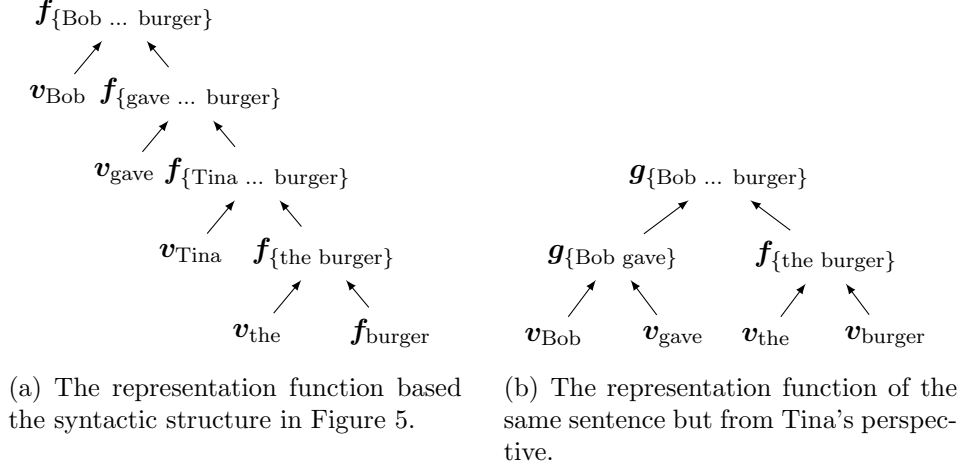 f{Bob ... burger}
vBob f{gave ... burger}
vgave f{Tina ... burger}
vTina f{the burger}
vthe fburger
(a) The representation function based
the syntactic structure in Figure 5.
g{Bob ... burger}
g{Bob gave} f{the burger}
vBob vgave vthe vburger
(b) The representation function of the
same sentence but from Tina's perspec-
tive.